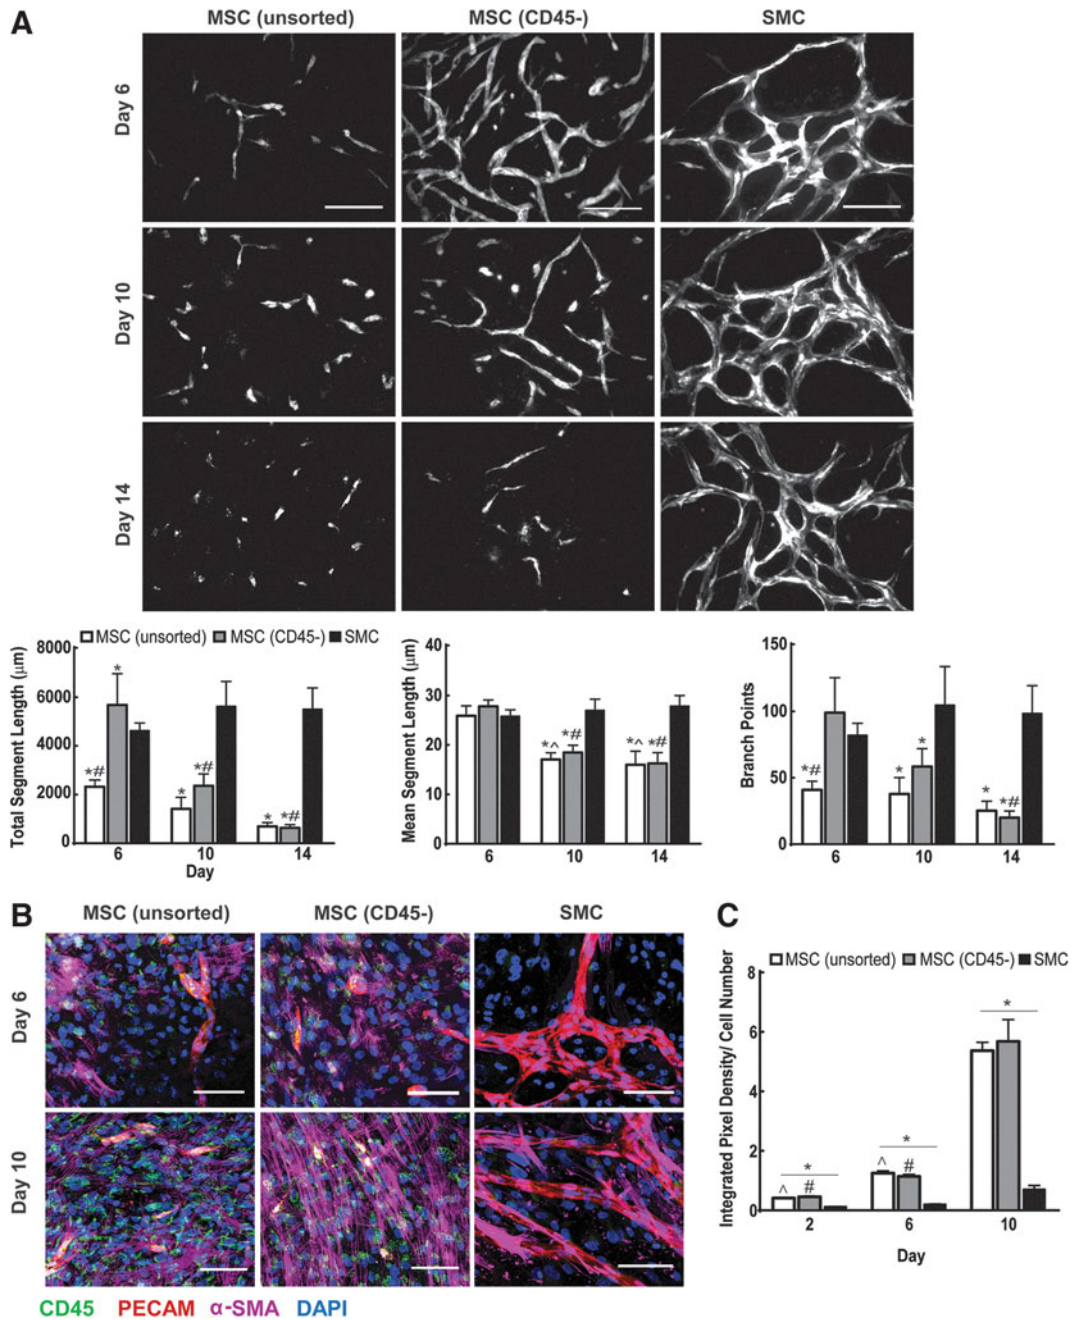 A
MSC (unsorted) MSC (CD45-) SMC
Day 6
Day 10
Day 14
MSC (unsorted) MSC (CD45-) SMC
Total Segment Length (μm)
8000
6000
4000
2000
0
*# * * *# * *#
6 10 14
Day
Mean Segment Length (μm)
40
30
20
10
0
*^ *# *^ *#
6 10 14
Branch Points
150
100
50
0
*# * * * *#
6 10 14
B
MSC (unsorted) MSC (CD45-) SMC
Day 6
Day 10
CD45 PECAM α-SMA DAPI
C
MSC (unsorted) MSC (CD45-) SMC
Integrated Pixel Density/ Cell Number
8
6
4
2
0
* * *
^ # ^ #
2 6 10
Day